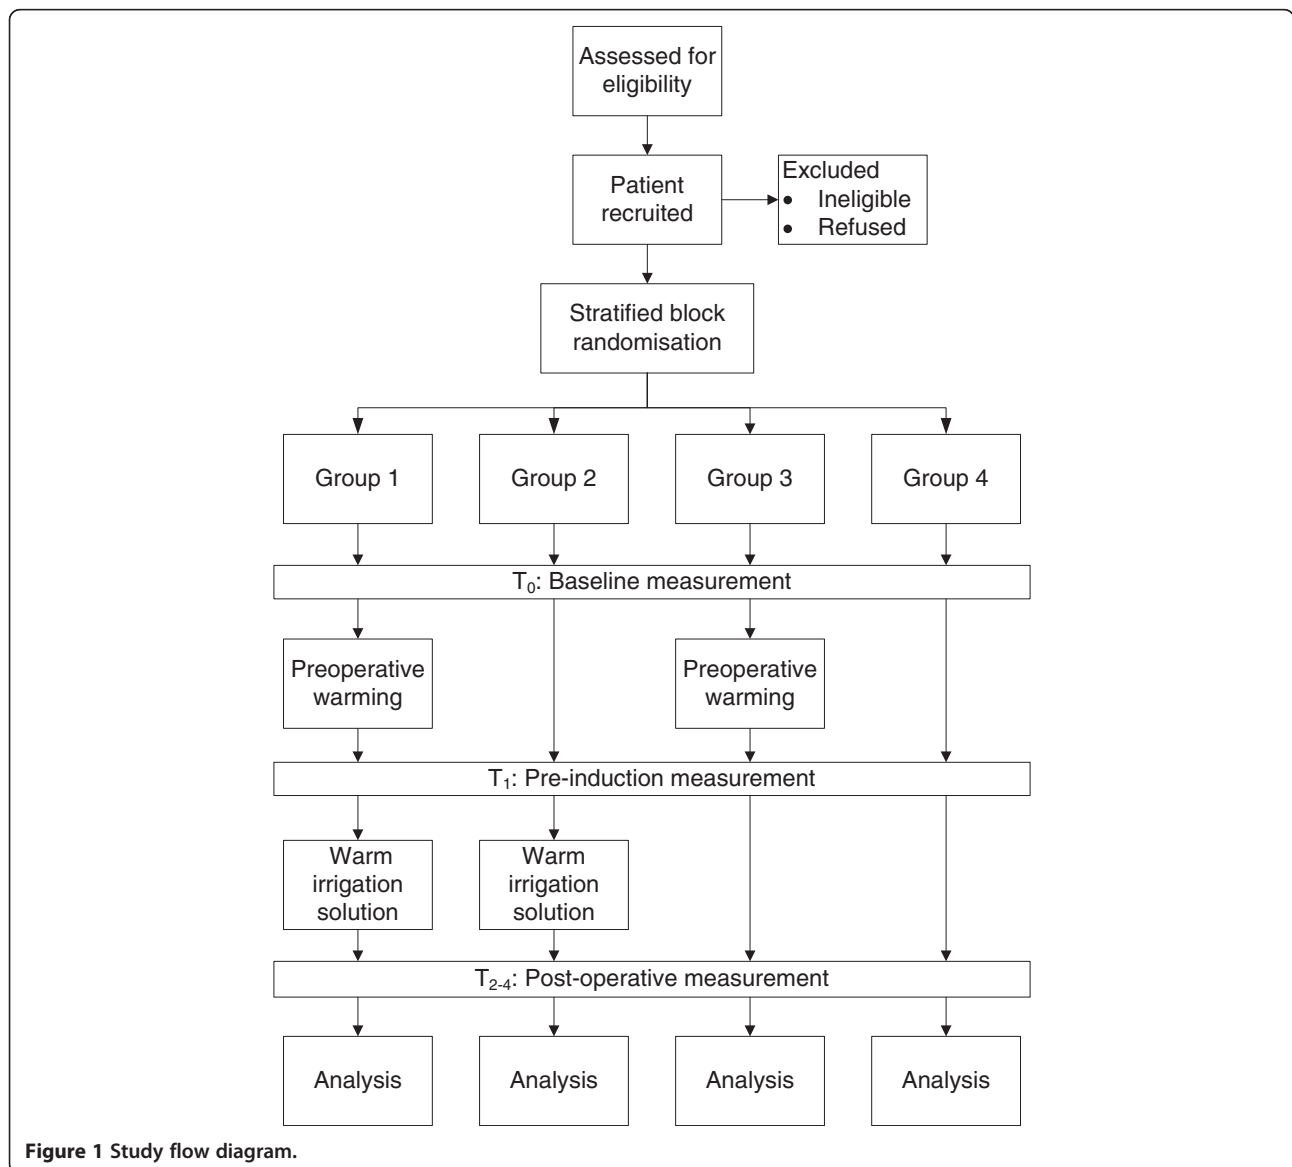 Assessed for
eligibility
Patient
recruited
Excluded
• Ineligible
• Refused
Stratified block
randomisation
Group 1
Group 2
Group 3
Group 4
T0: Baseline measurement
Preoperative
warming
Preoperative
warming
T1: Pre-induction measurement
Warm
irrigation
solution
Warm
irrigation
solution
T2-4: Post-operative measurement
Analysis
Analysis
Analysis
Analysis
Figure 1 Study flow diagram.